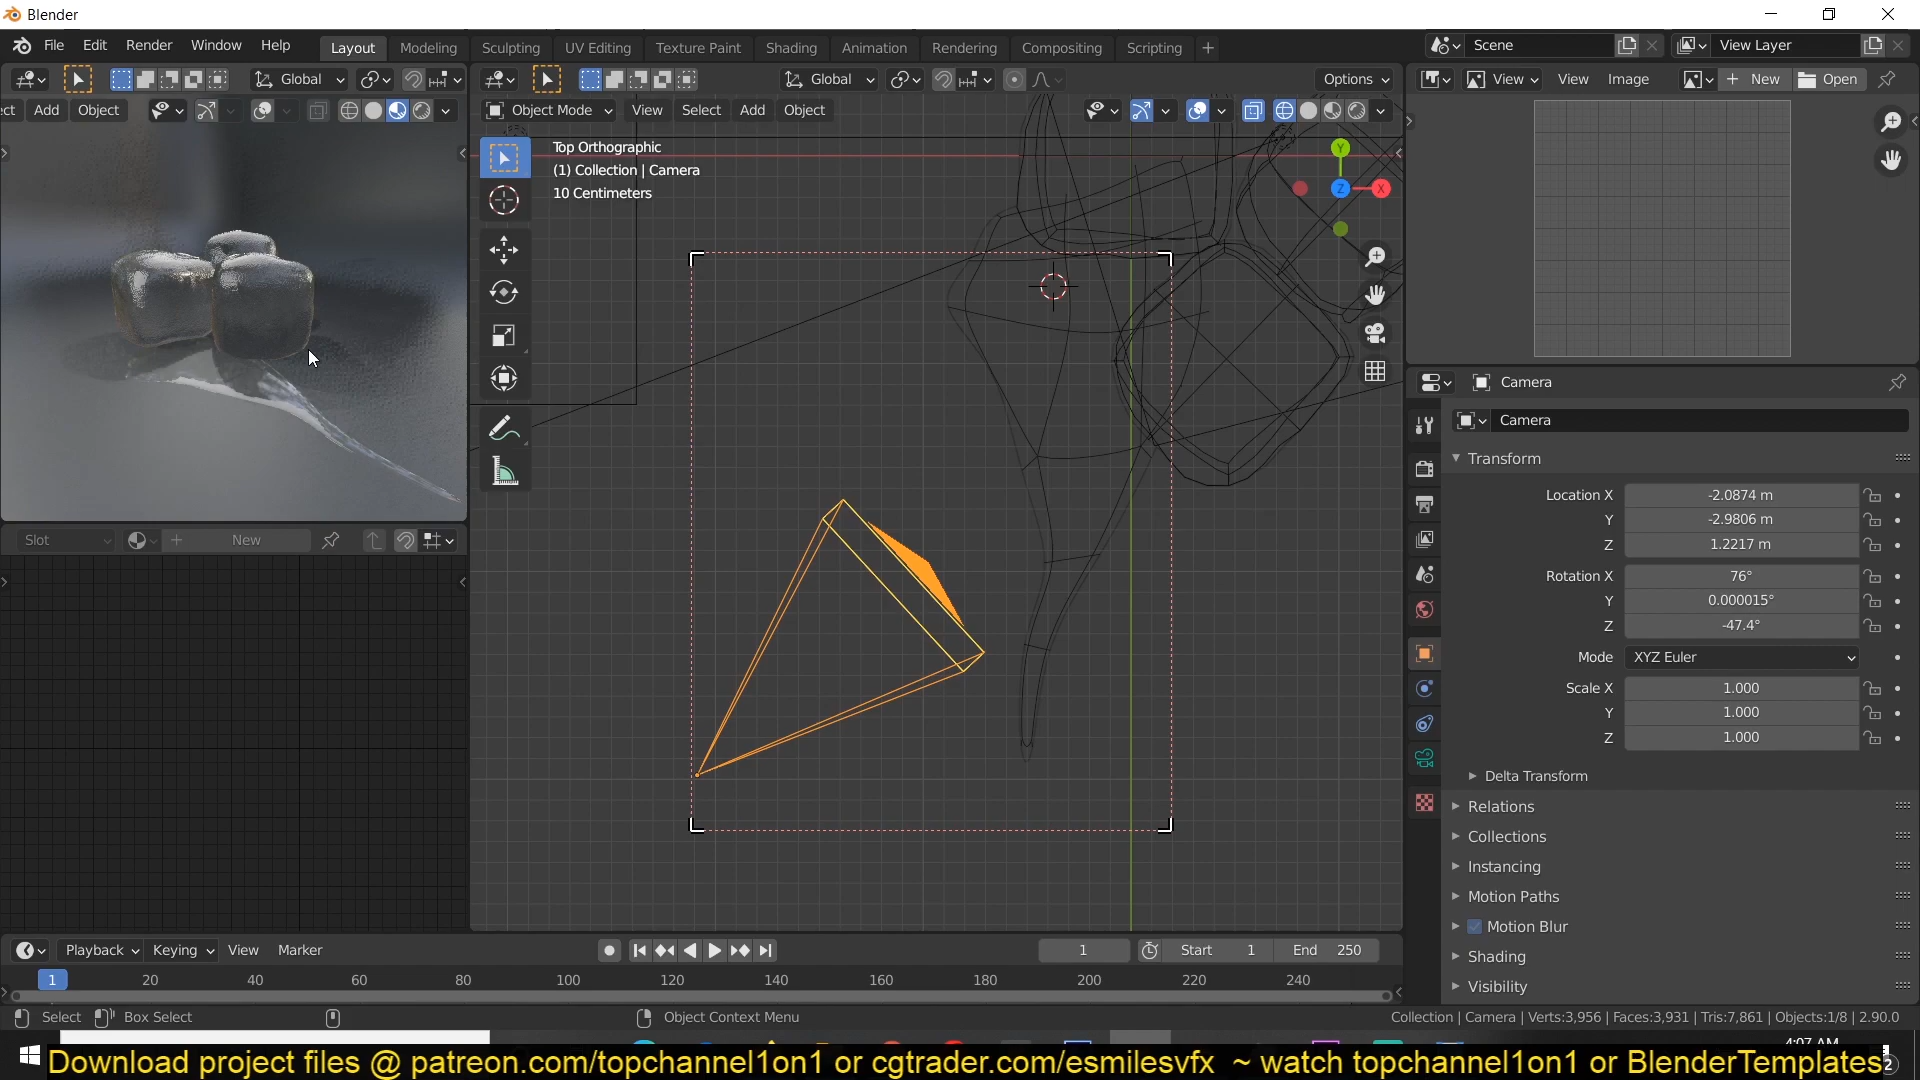 Blender
File Edit Render Window Help Layout Modeling Sculpting UV Editing Texture Paint Shading Animation Rendering Compositing Scripting + Scene View Layer
Global Global Options View View Image New Open
ect Add Object Object Mode View Select Add Object
Top Orthographic
(1) Collection | Camera
10 Centimeters
Y
Z
X
Camera
Camera
Transform
Location X -2.0874 m
Y -2.9806 m
Z 1.2217 m
Slot New
Rotation X 76°
Y 0.000015°
Z -47.4°
Mode XYZ Euler
Scale X 1.000
Y 1.000
Z 1.000
Delta Transform
Relations
Collections
Instancing
Motion Paths
Motion Blur
Shading
Visibility
Playback Keying View Marker 1 Start 1 End 250
1 20 40 60 80 100 120 140 160 180 200 220 240
Select Box Select Object Context Menu Collection | Camera | Verts:3,956 | Faces:3,931 | Tris:7,861 | Objects:1/8 | 2.90.0
4:07 AM
Download project files @ patreon.com/topchannel1on1 or cgtrader.com/esmilesvfx ~ watch topchannel1on1 or BlenderTemplates
2